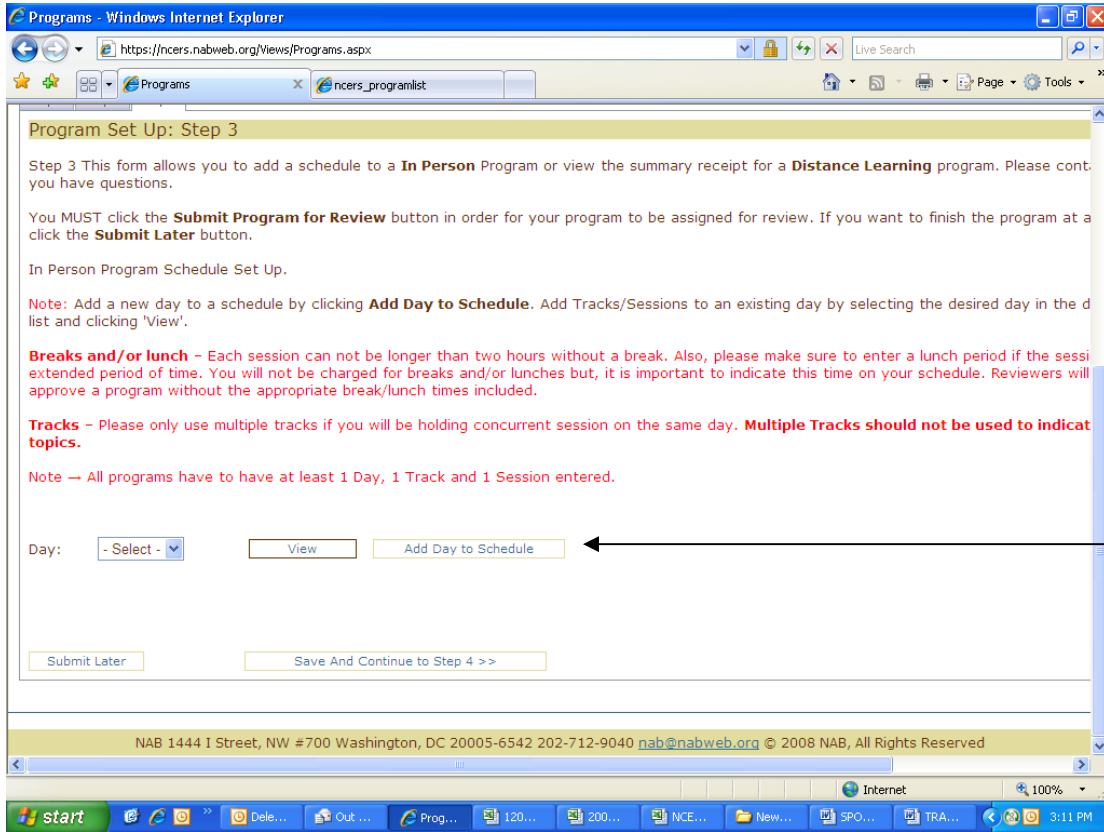 Programs - Windows Internet Explorer
https://ncers.nabweb.org/Views/Programs.aspx
Live Search
Programs
ncers_programlist
Page
Tools
Program Set Up: Step 3
Step 3 This form allows you to add a schedule to a In Person Program or view the summary receipt for a Distance Learning program. Please
you have questions.
You MUST click the Submit Program for Review button in order for your program to be assigned for review. If you want to finish the program at a
click the Submit Later button.
In Person Program Schedule Set Up.
Note: Add a new day to a schedule by clicking Add Day to Schedule. Add Tracks/Sessions to an existing day by selecting the desired day in the d
list and clicking 'View'.
Breaks and/or lunch – Each session can not be longer than two hours without a break. Also, please make sure to enter a lunch period if the sessi
extended period of time. You will not be charged for breaks and/or lunches but, it is important to indicate this time on your schedule. Reviewers will
approve a program without the appropriate break/lunch times included.
Tracks – Please only use multiple tracks if you will be holding concurrent session on the same day. Multiple Tracks should not be used to indicat
topics.
Note → All programs have to have at least 1 Day, 1 Track and 1 Session entered.
Day: - Select - View Add Day to Schedule
Submit Later Save And Continue to Step 4 >>
NAB 1444 I Street, NW #700 Washington, DC 20005-6542 202-712-9040 nab@nabweb.org © 2008 NAB, All Rights Reserved
Internet 100%
start Dele... Out ... Prog... 120... 200... NCE... New... SPO... TRA... 3:11 PM